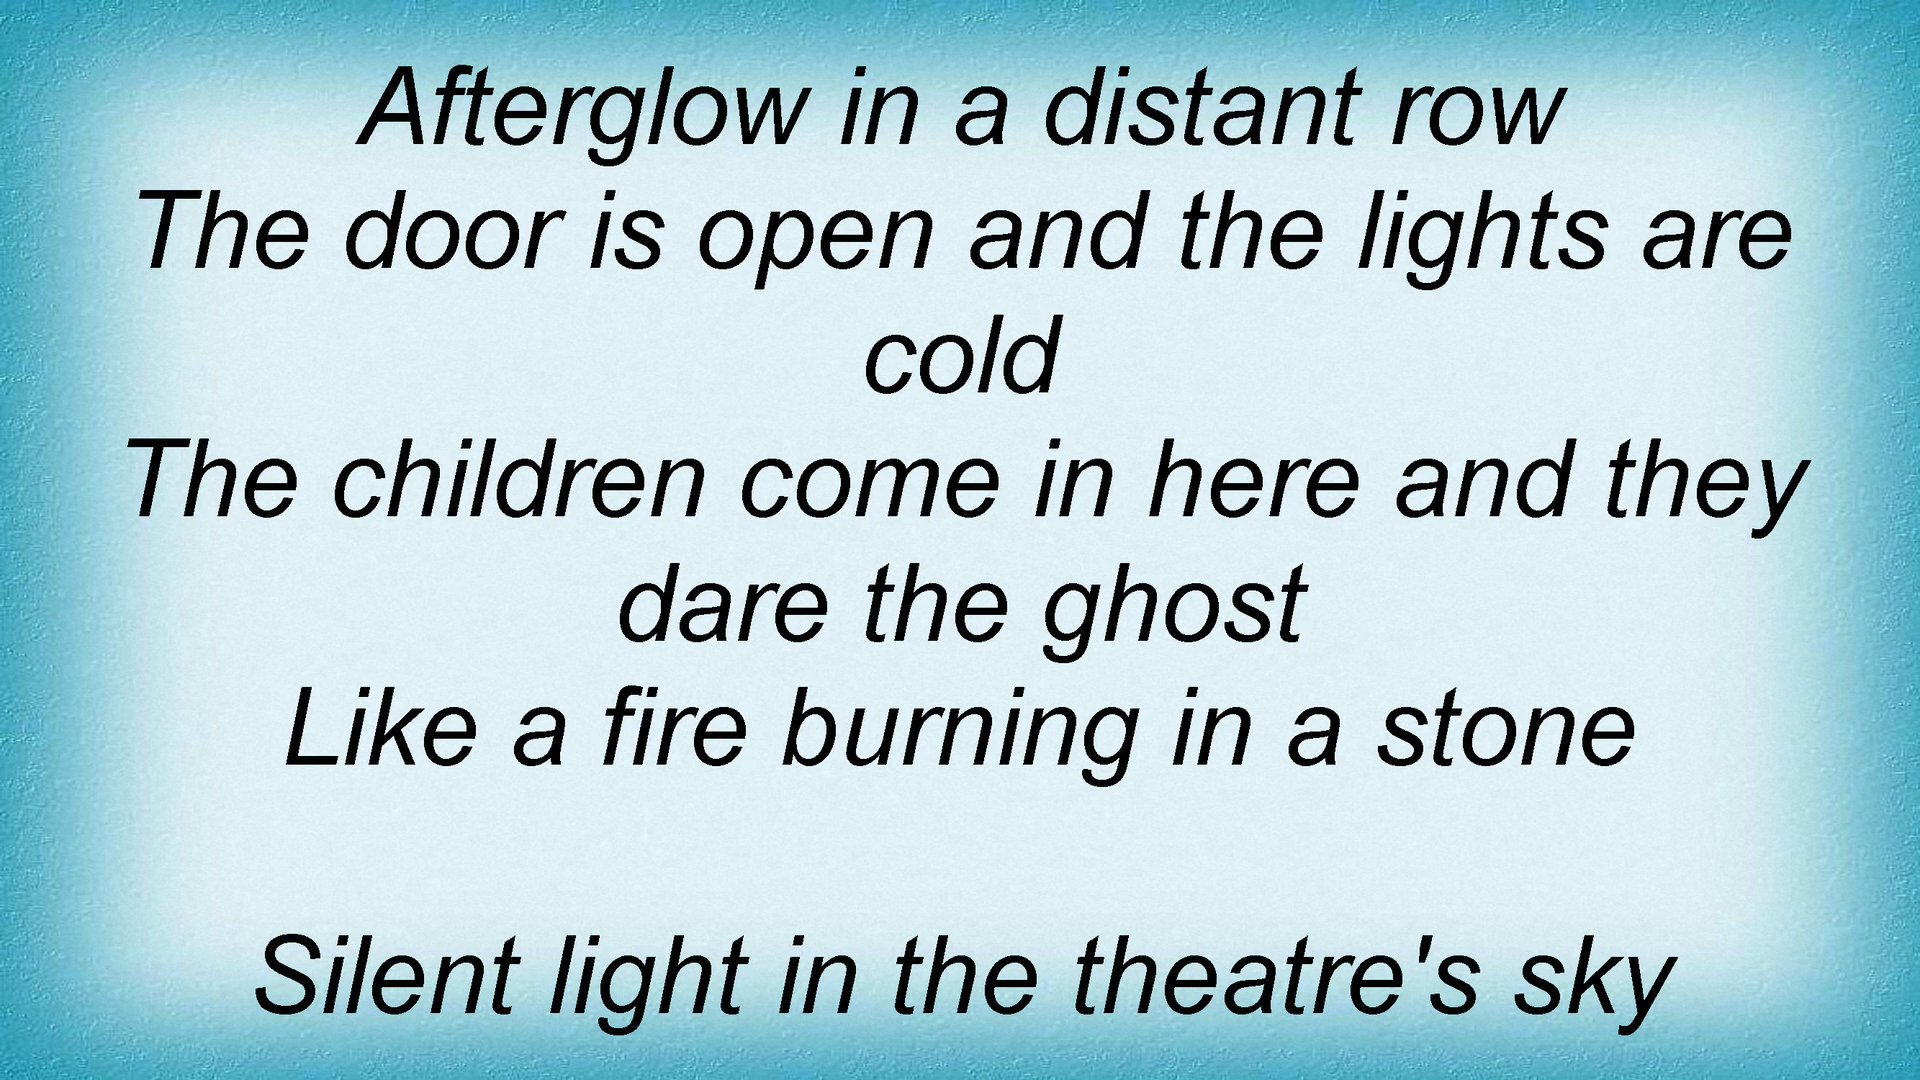 Afterglow in a distant row
The door is open and the lights are
cold
The children come in here and they
dare the ghost
Like a fire burning in a stone
Silent light in the theatre's sky